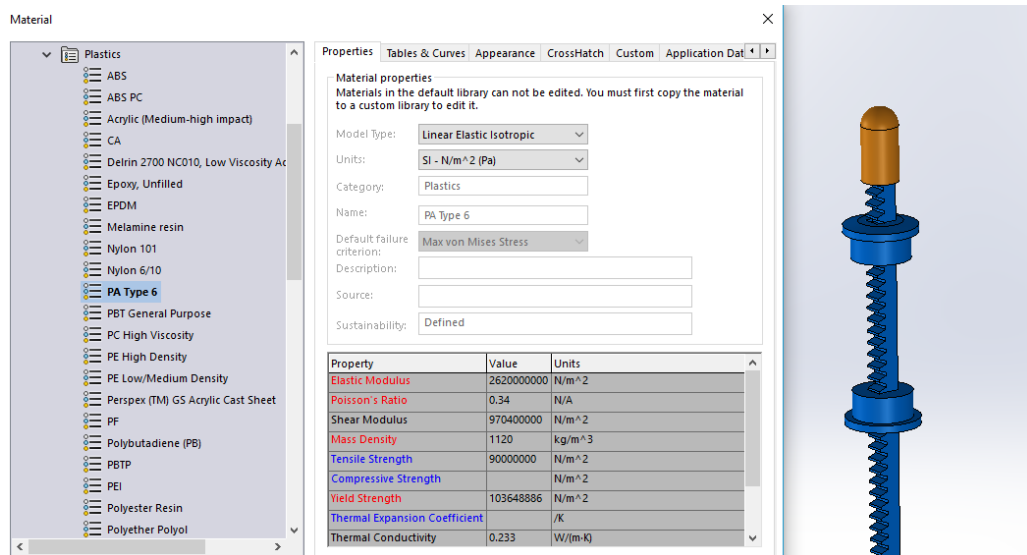 Material
Plastics
ABS
ABS PC
Acrylic (Medium-high impact)
CA
Delrin 2700 NC010, Low Viscosity Ac
Epoxy, Unfilled
EPDM
Melamine resin
Nylon 101
Nylon 6/10
PA Type 6
PBT General Purpose
PC High Viscosity
PE High Density
PE Low/Medium Density
Perspex (TM) GS Acrylic Cast Sheet
PF
Polybutadiene (PB)
PBTP
PEI
Polyester Resin
Polyether Polyol
Properties Tables & Curves Appearance CrossHatch Custom Application Dat
Material properties
Materials in the default library can not be edited. You must first copy the material
to a custom library to edit it.
Model Type: Linear Elastic Isotropic
Units: SI - N/m^2 (Pa)
Category: Plastics
Name: PA Type 6
Default failure
criterion: Max von Mises Stress
Description:
Source:
Sustainability: Defined
Property Value Units
Elastic Modulus 2620000000 N/m^2
Poisson's Ratio 0.34 N/A
Shear Modulus 970400000 N/m^2
Mass Density 1120 kg/m^3
Tensile Strength 90000000 N/m^2
Compressive Strength N/m^2
Yield Strength 103648886 N/m^2
Thermal Expansion Coefficient /K
Thermal Conductivity 0.233 W/(m·K)